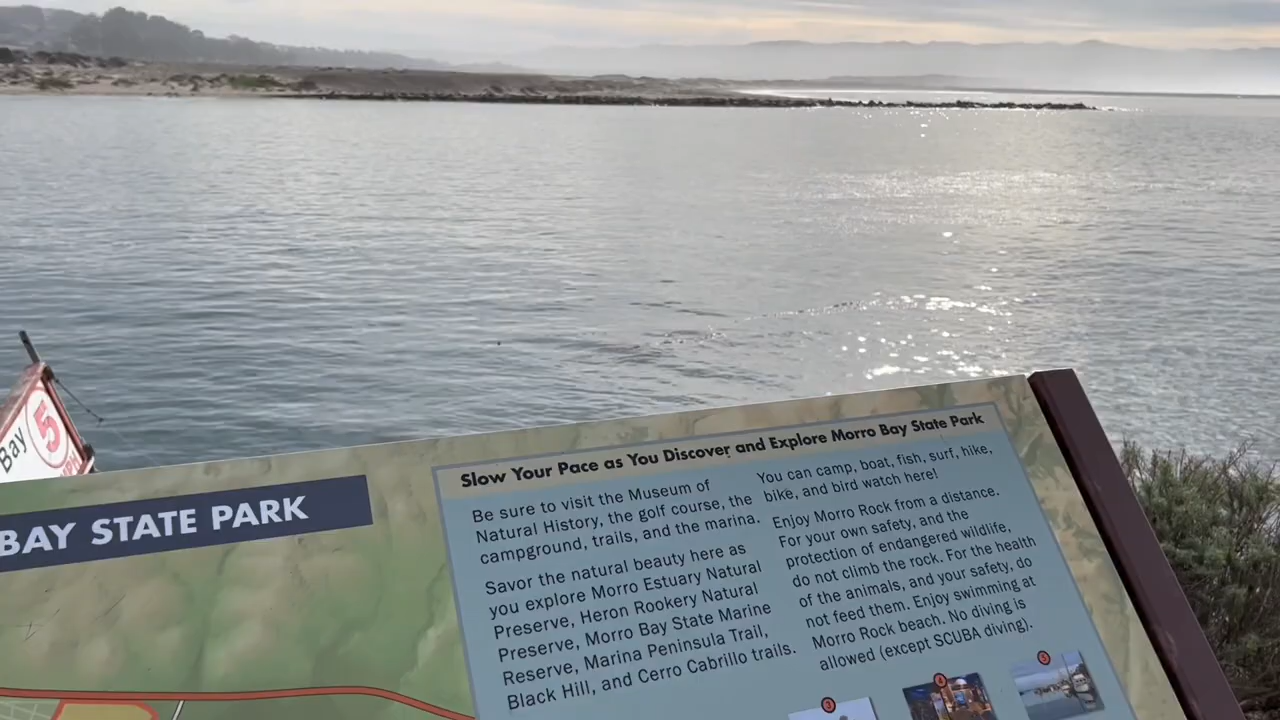 Bay
5
BAY STATE PARK
Slow Your Pace as You Discover and Explore Morro Bay State Park
Be sure to visit the Museum of
Natural History, the golf course, the
campground, trails, and the marina.
Savor the natural beauty here as
you explore Morro Estuary Natural
Preserve, Heron Rookery Natural
Preserve, Morro Bay State Marine
Reserve, Marina Peninsula Trail,
Black Hill, and Cerro Cabrillo trails.
You can camp, boat, fish, surf, hike,
bike, and bird watch here!
Enjoy Morro Rock from a distance.
For your own safety, and the
protection of endangered wildlife,
do not climb the rock. For the health
of the animals, and your safety, do
not feed them. Enjoy swimming at
Morro Rock beach. No diving is
allowed (except SCUBA diving).